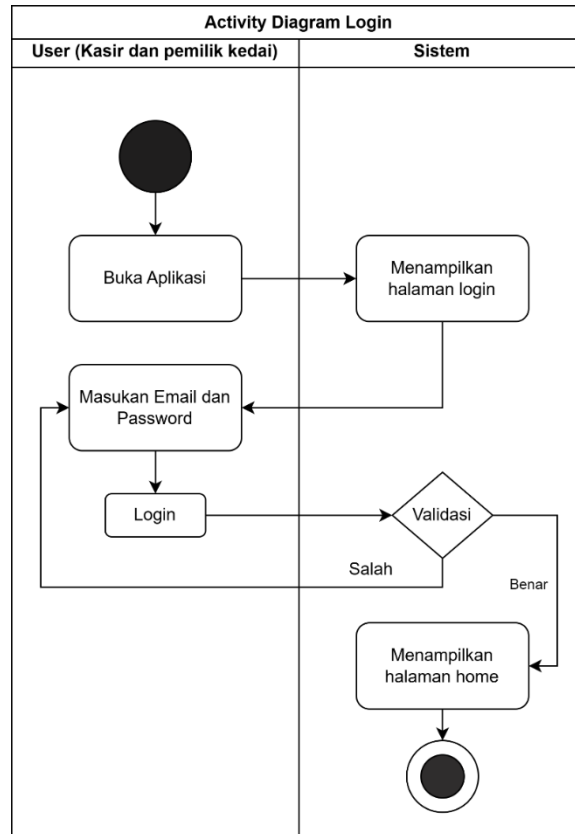 Activity Diagram Login
User (Kasir dan pemilik kedai)
Sistem
Buka Aplikasi
Menampilkan
halaman login
Masukan Email dan
Password
Login
Validasi
Salah
Benar
Menampilkan
halaman home